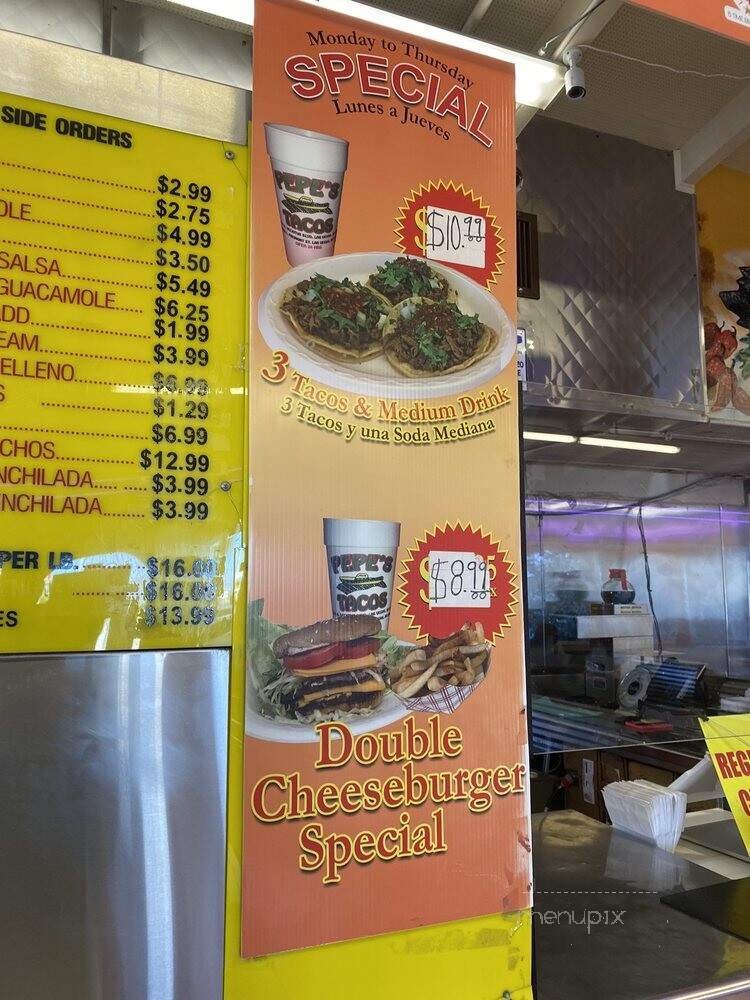 SIDE ORDERS
$2.99
$2.75
OLE $4.99
$3.50
SALSA $5.49
GUACAMOLE $6.25
ADD $1.99
EAM $3.99
ELLENO
S $1.29
$6.99
CHOS $12.99
NCHILADA $3.99
ENCHILADA $3.99
PER LB.
$13.99
ES
Monday to Thursday
SPECIAL
Lunes a Jueves
PEPE'S
TACOS
$10.99
3 Tacos & Medium Drink
3 Tacos y una Soda Mediana
PEPE'S
TACOS
$8.99
Double
Cheeseburger
Special
REG
menupix